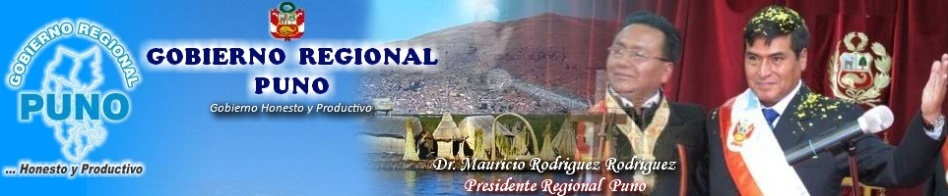 GOBIERNO REGIONAL
PUNO
... Honesto y Productivo
GOBIERNO REGIONAL
PUNO
Gobierno Honesto y Productivo
Dr. Mauricio Rodriguez Rodriguez
Presidente Regional Puno